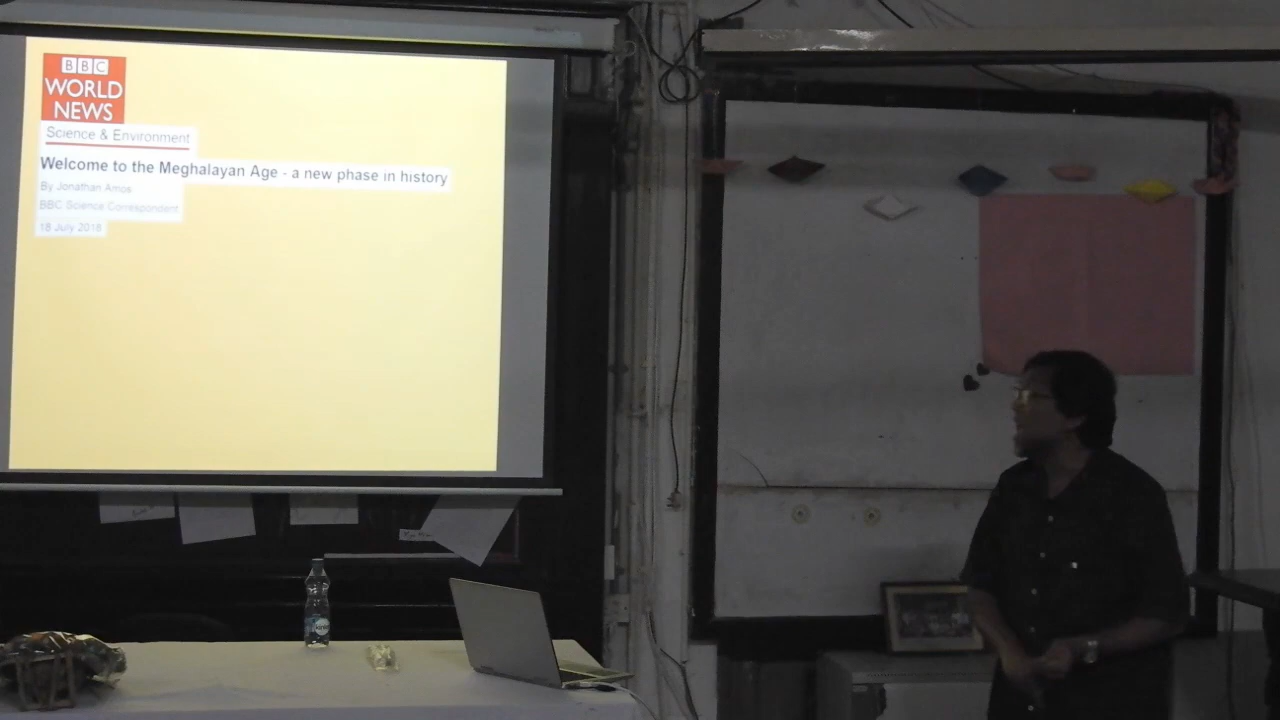 BBC
WORLD
NEWS
Science & Environment
Welcome to the Meghalayan Age - a new phase in history
By Jonathan Amos
BBC Science Correspondent
18 July 2018